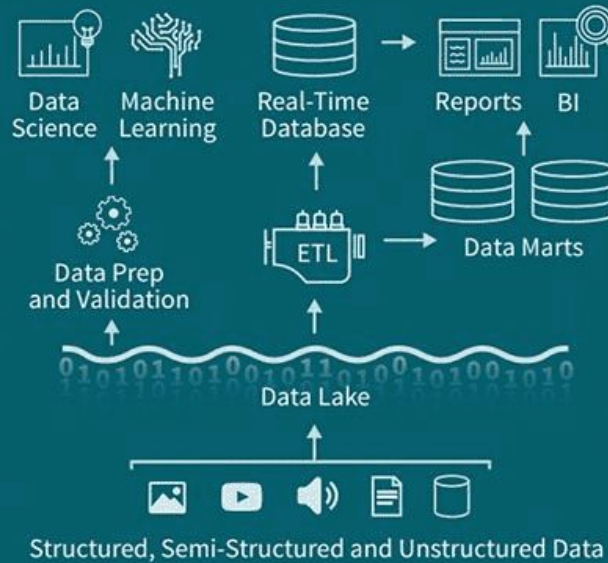 Data
Science
Machine
Learning
Real-Time
Database
Reports
BI
ETL
Data Marts
Data Prep
and Validation
Data Lake
Structured, Semi-Structured and Unstructured Data